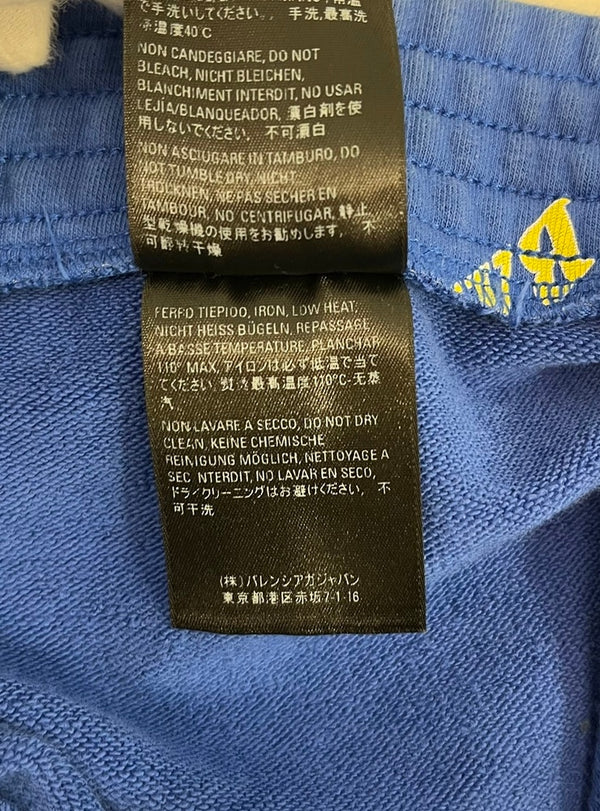 で手洗いしてください。 手洗,最高洗
涤温度40℃
NON CANDEGGIARE, DO NOT
BLEACH, NICHT BLEICHEN,
BLANCHIMENT INTERDIT, NO USAR
LEJÍA/BLANQUEADOR, 漂白剤を使
用しないでください, 不可漂白
NON ASCIUGARE IN TAMBURO, DO
NOT TUMBLE DRY, NICHT
TROCKNEN, NE PAS SECHER EN
TAMBOUR, NO CENTRIFUGAR, 静止
型乾燥機の使用をお勧めします, 不
可翻转干燥
FERRO TIEPIDO, IRON, LOW HEAT,
NICHT HEISS BÜGELN, REPASSAGE
A BASSE TEMPERATURE, PLANCHAR
110° MAX, アイロンは必ず低温で当て
てください, 熨斗最高温度110℃-无蒸
汽
NON LAVARE A SECCO, DO NOT DRY
CLEAN, KEINE CHEMISCHE
REINIGUNG MÖGLICH, NETTOYAGE A
SEC INTERDIT, NO LAVAR EN SECO,
ドライクリーニングはお避けください, 不
可干洗
(株)バレンシアガジャパン
東京都港区赤坂7-1-16